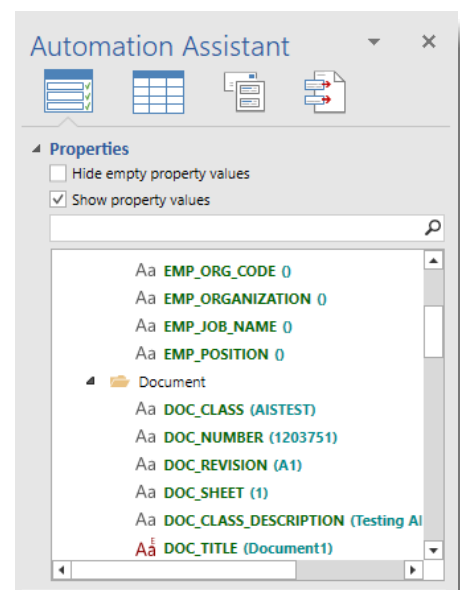 Automation Assistant
Properties
Hide empty property values
Show property values
Aa EMP_ORG_CODE ()
Aa EMP_ORGANIZATION ()
Aa EMP_JOB_NAME ()
Aa EMP_POSITION ()
Document
Aa DOC_CLASS (AISTEST)
Aa DOC_NUMBER (1203751)
Aa DOC_REVISION (A1)
Aa DOC_SHEET (1)
Aa DOC_CLASS_DESCRIPTION (Testing AI
Aa DOC_TITLE (Document1)